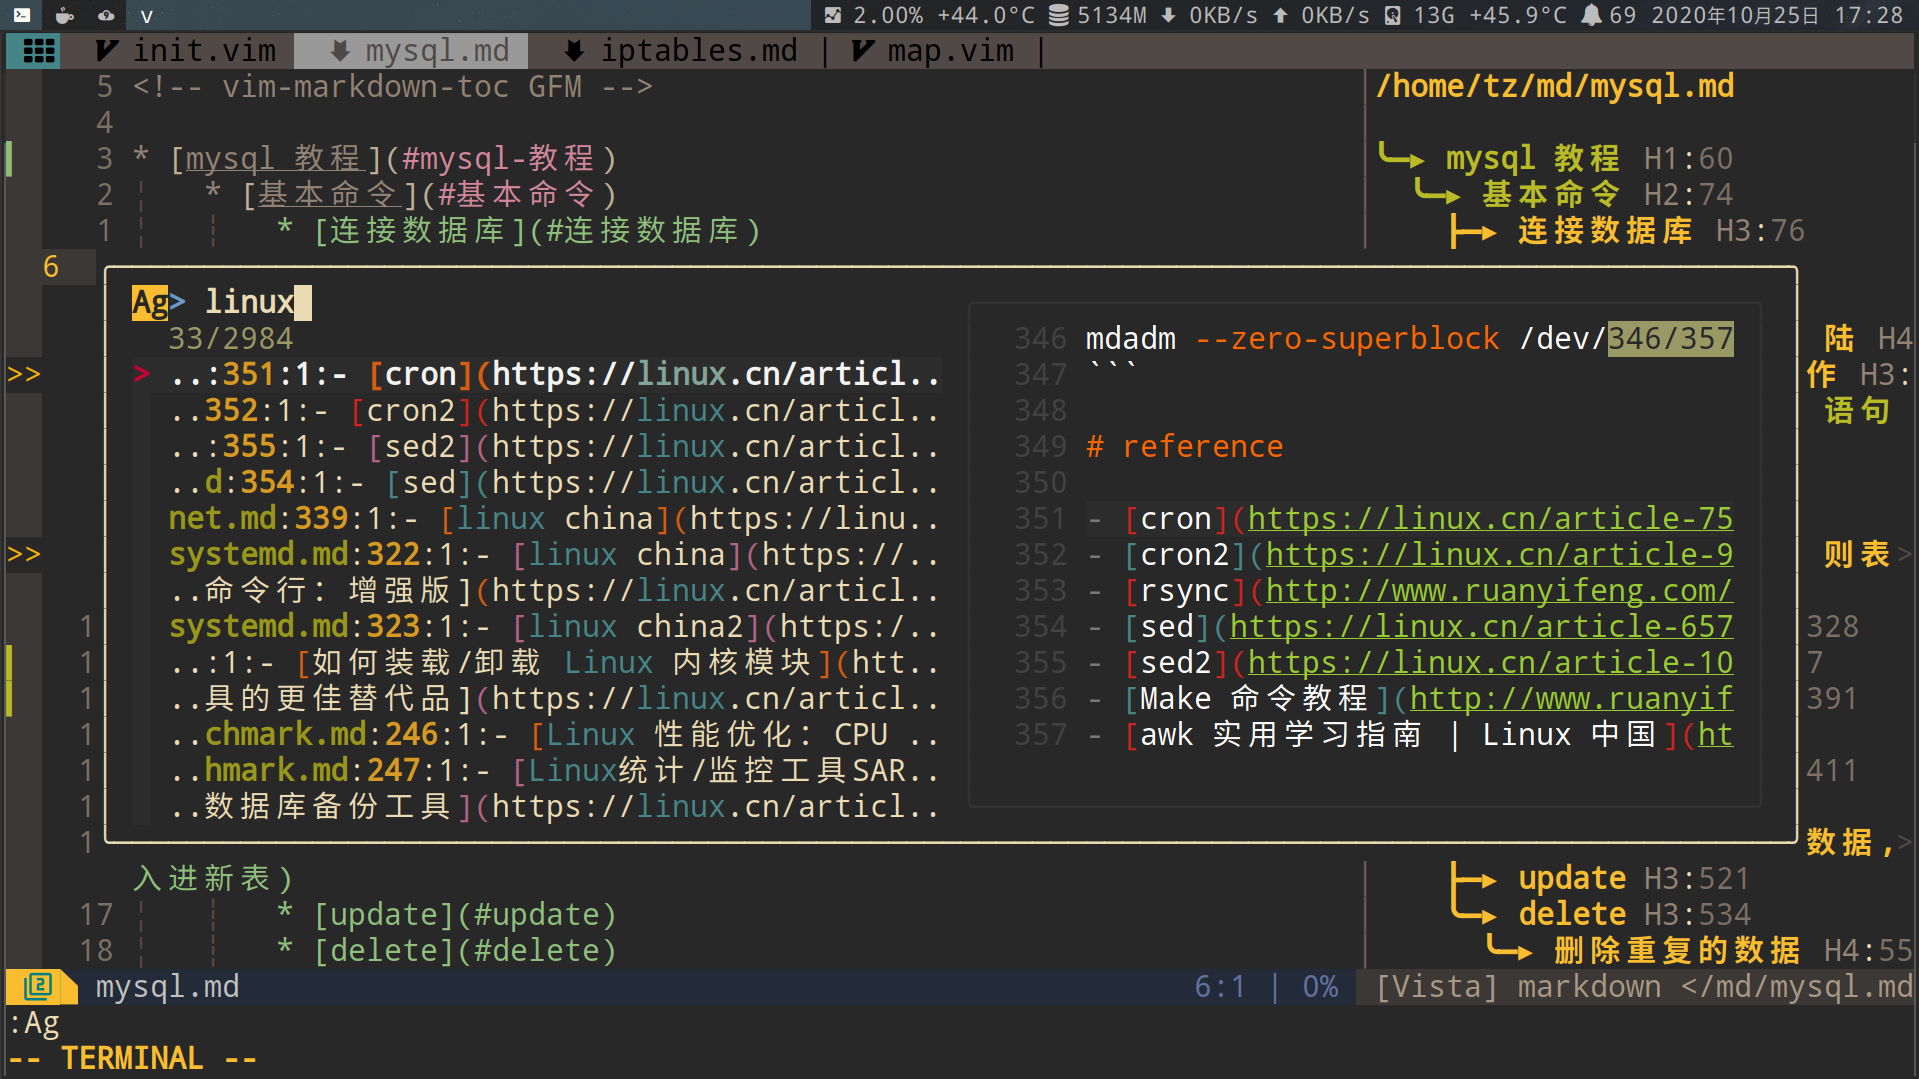 v 2.00% +44.0°C 5134M 0KB/s 0KB/s 13G +45.9°C 69 2020年10月25日 17:28
init.vim mysql.md iptables.md | map.vim |
5 <!-- vim-markdown-toc GFM -->
/home/tz/md/mysql.md
4
3 * [mysql 教程](#mysql-教程)
mysql 教程 H1:60
2 * [基本命令](#基本命令)
基本命令 H2:74
1 * [连接数据库](#连接数据库)
连接数据库 H3:76
6
Ag> linux
33/2984
> ..:351:1:- [cron](https://linux.cn/articl..
..352:1:- [cron2](https://linux.cn/articl..
..:355:1:- [sed2](https://linux.cn/articl..
..d:354:1:- [sed](https://linux.cn/articl..
net.md:339:1:- [linux china](https://linu..
systemd.md:322:1:- [linux china](https://..
..命令行：增强版](https://linux.cn/articl..
systemd.md:323:1:- [linux china2](https:/..
..:1:- [如何装载/卸载 Linux 内核模块](htt..
..具的更佳替代品](https://linux.cn/articl..
..chmark.md:246:1:- [Linux 性能优化：CPU ..
..hmark.md:247:1:- [Linux统计/监控工具SAR..
..数据库备份工具](https://linux.cn/articl..
346 mdadm --zero-superblock /dev/346/357
347 ```
348
349 # reference
350
351 - [cron](https://linux.cn/article-75
352 - [cron2](https://linux.cn/article-9
353 - [rsync](http://www.ruanyifeng.com/
354 - [sed](https://linux.cn/article-657
355 - [sed2](https://linux.cn/article-10
356 - [Make 命令教程](http://www.ruanyif
357 - [awk 实用学习指南 | Linux 中国](ht
陆 H4
>>
作 H3:
语句
>>
则表>
1
328
1
7
1
391
1
1
411
1
1
数据,>
入进新表)
update H3:521
17 * [update](#update)
delete H3:534
18 * [delete](#delete)
删除重复的数据 H4:55
2 mysql.md 6:1 | 0% [Vista] markdown </md/mysql.md
:Ag
-- TERMINAL --